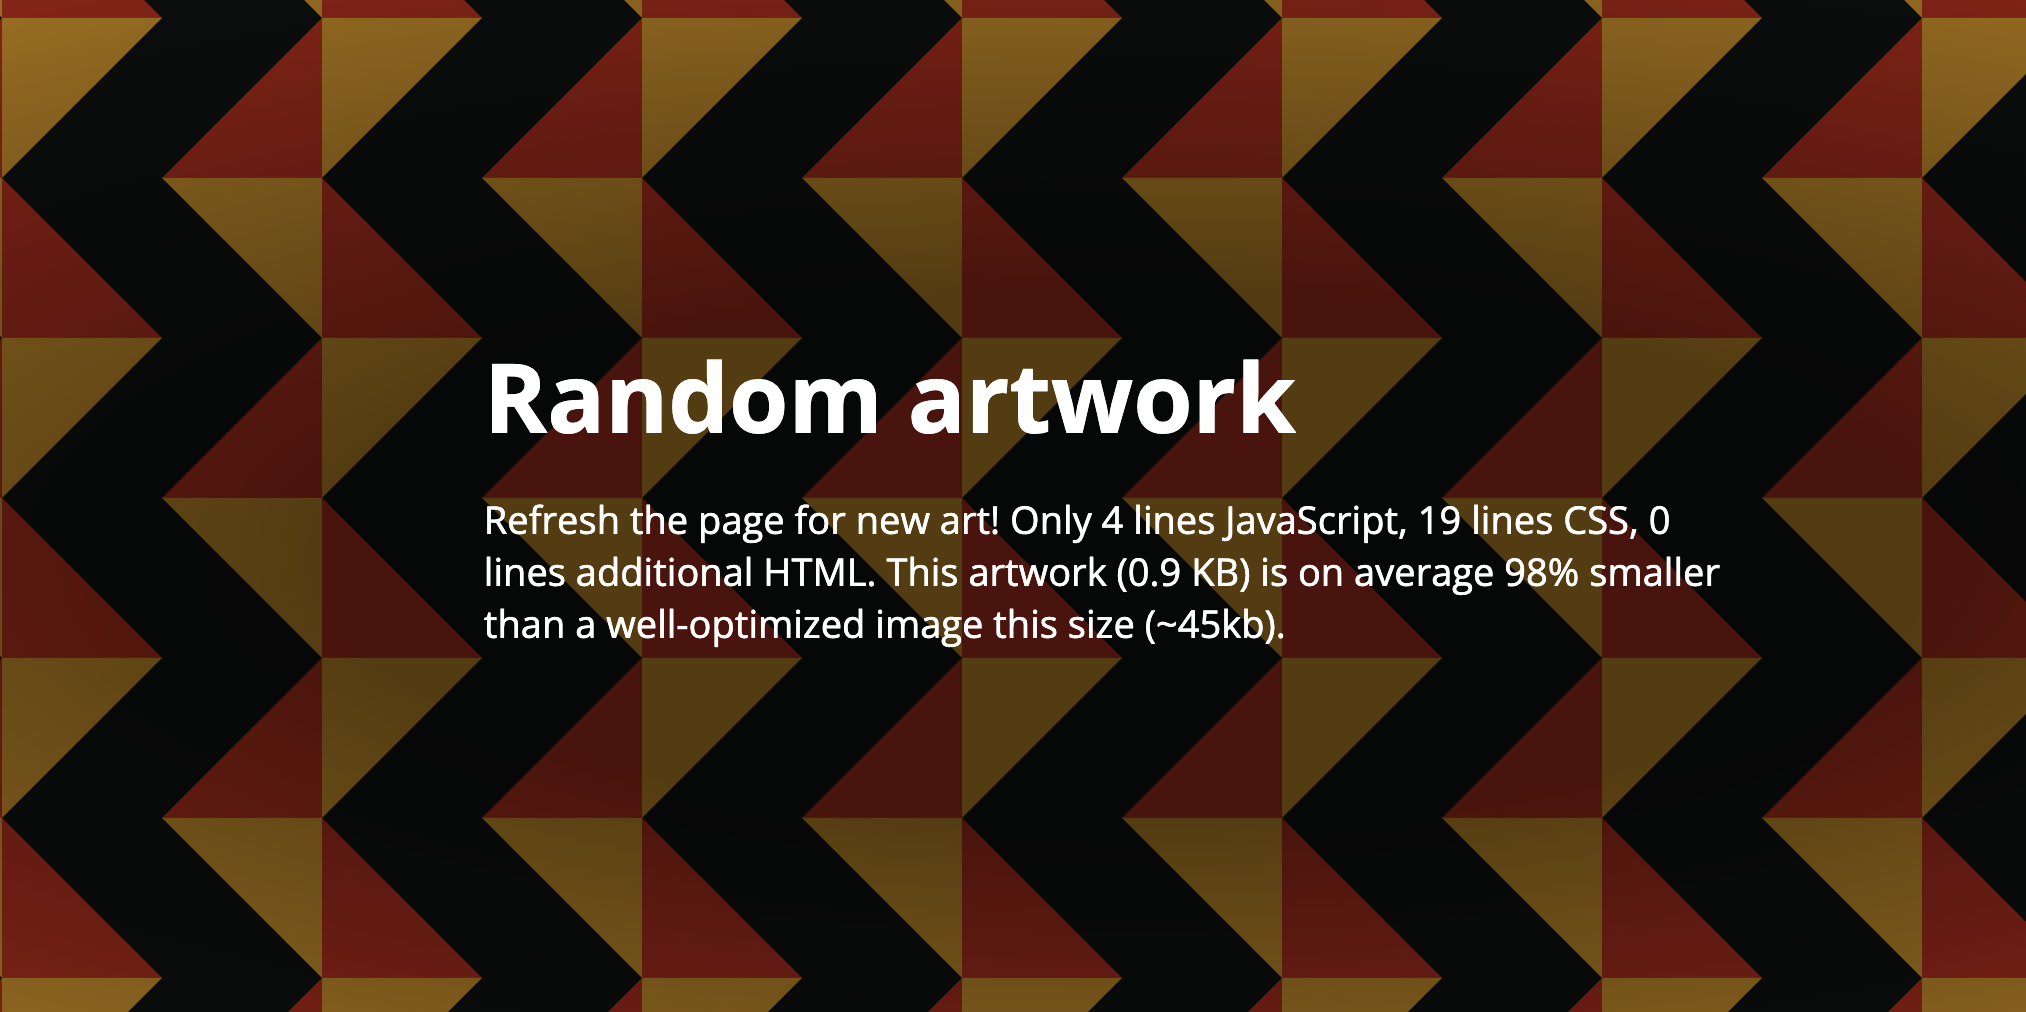 Random artwork
Refresh the page for new art! Only 4 lines JavaScript, 19 lines CSS, 0
lines additional HTML. This artwork (0.9 KB) is on average 98% smaller
than a well-optimized image this size (~45kb).